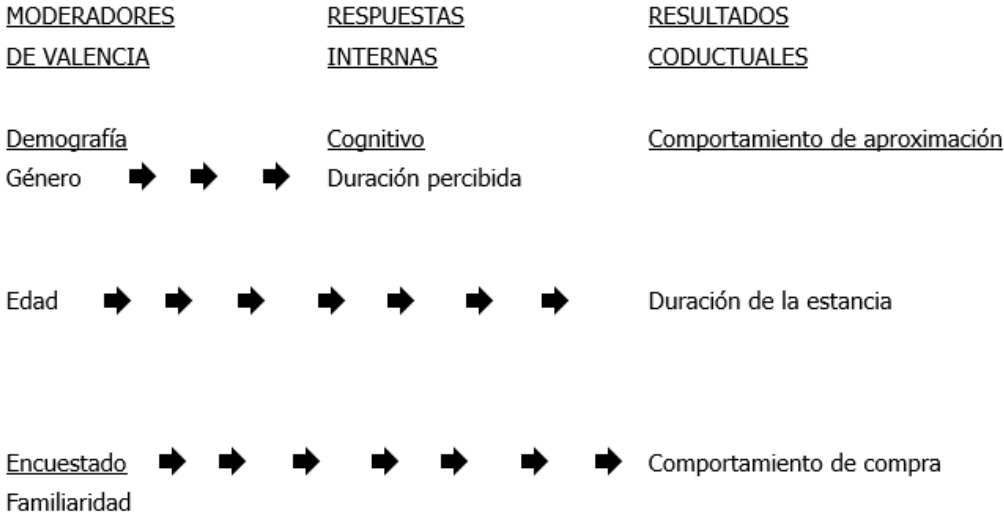 MODERADORES RESPUESTAS RESULTADOS
DE VALENCIA INTERNAS CODUCTUALES
Demografía Cognitivo Comportamiento de aproximación
Género Duración percibida
Edad Duración de la estancia
Encuestado Comportamiento de compra
Familiaridad